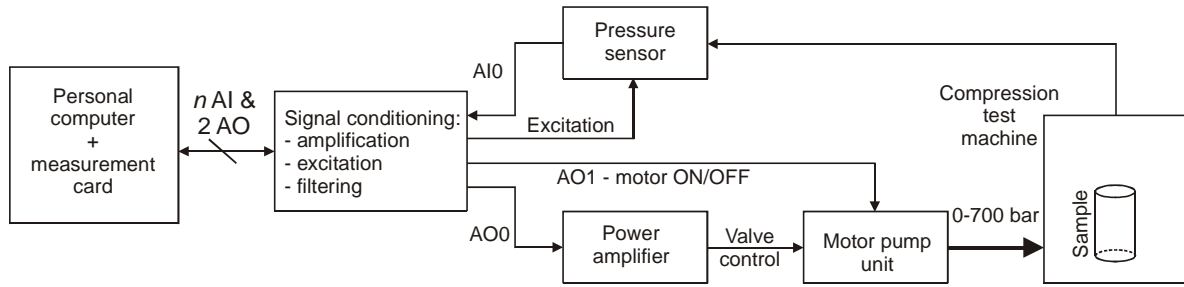 Personal
computer
+
measurement
card
n AI &
2 AO
Signal conditioning:
- amplification
- excitation
- filtering
AI0
Pressure
sensor
Excitation
AO1 - motor ON/OFF
AO0
Power
amplifier
Valve
control
Motor pump
unit
0-700 bar
Compression
test
machine
Sample